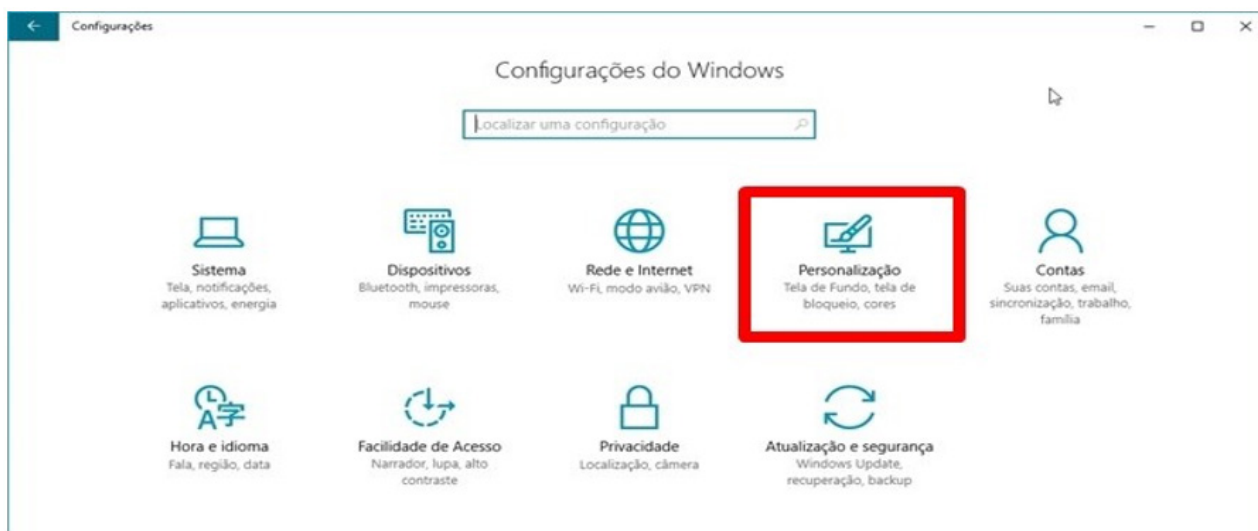 Configurações
Configurações do Windows
Localizar uma configuração
Sistema
Tela, notificações,
aplicativos, energia
Dispositivos
Bluetooth, impressoras,
mouse
Rede e Internet
Wi-Fi, modo avião, VPN
Personalização
Tela de Fundo, tela de
bloqueio, cores
Contas
Suas contas, email,
sincronização, trabalho,
família
Hora e idioma
Fala, região, data
Facilidade de Acesso
Narrador, lupa, alto
contraste
Privacidade
Localização, câmera
Atualização e segurança
Windows Update,
recuperação, backup